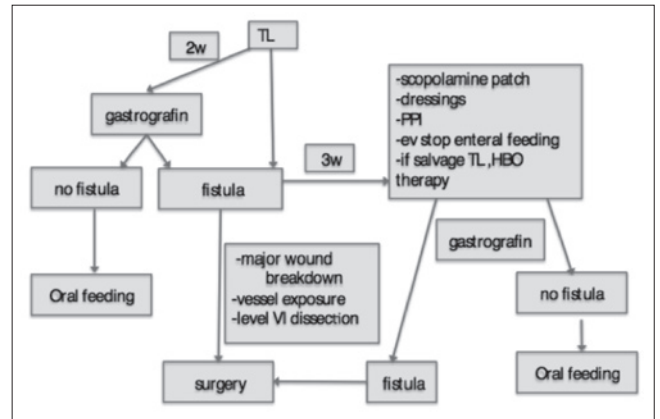 TL
2w
gastrografin
no fistula
fistula
Oral feeding
3w
-scopolamine patch
-dressings
-PPI
-ev stop enteral feeding
-if salvage TL ,HBO
therapy
-major wound
breakdown
-vessel exposure
-level VI dissection
gastrografin
no fistula
Oral feeding
surgery
fistula